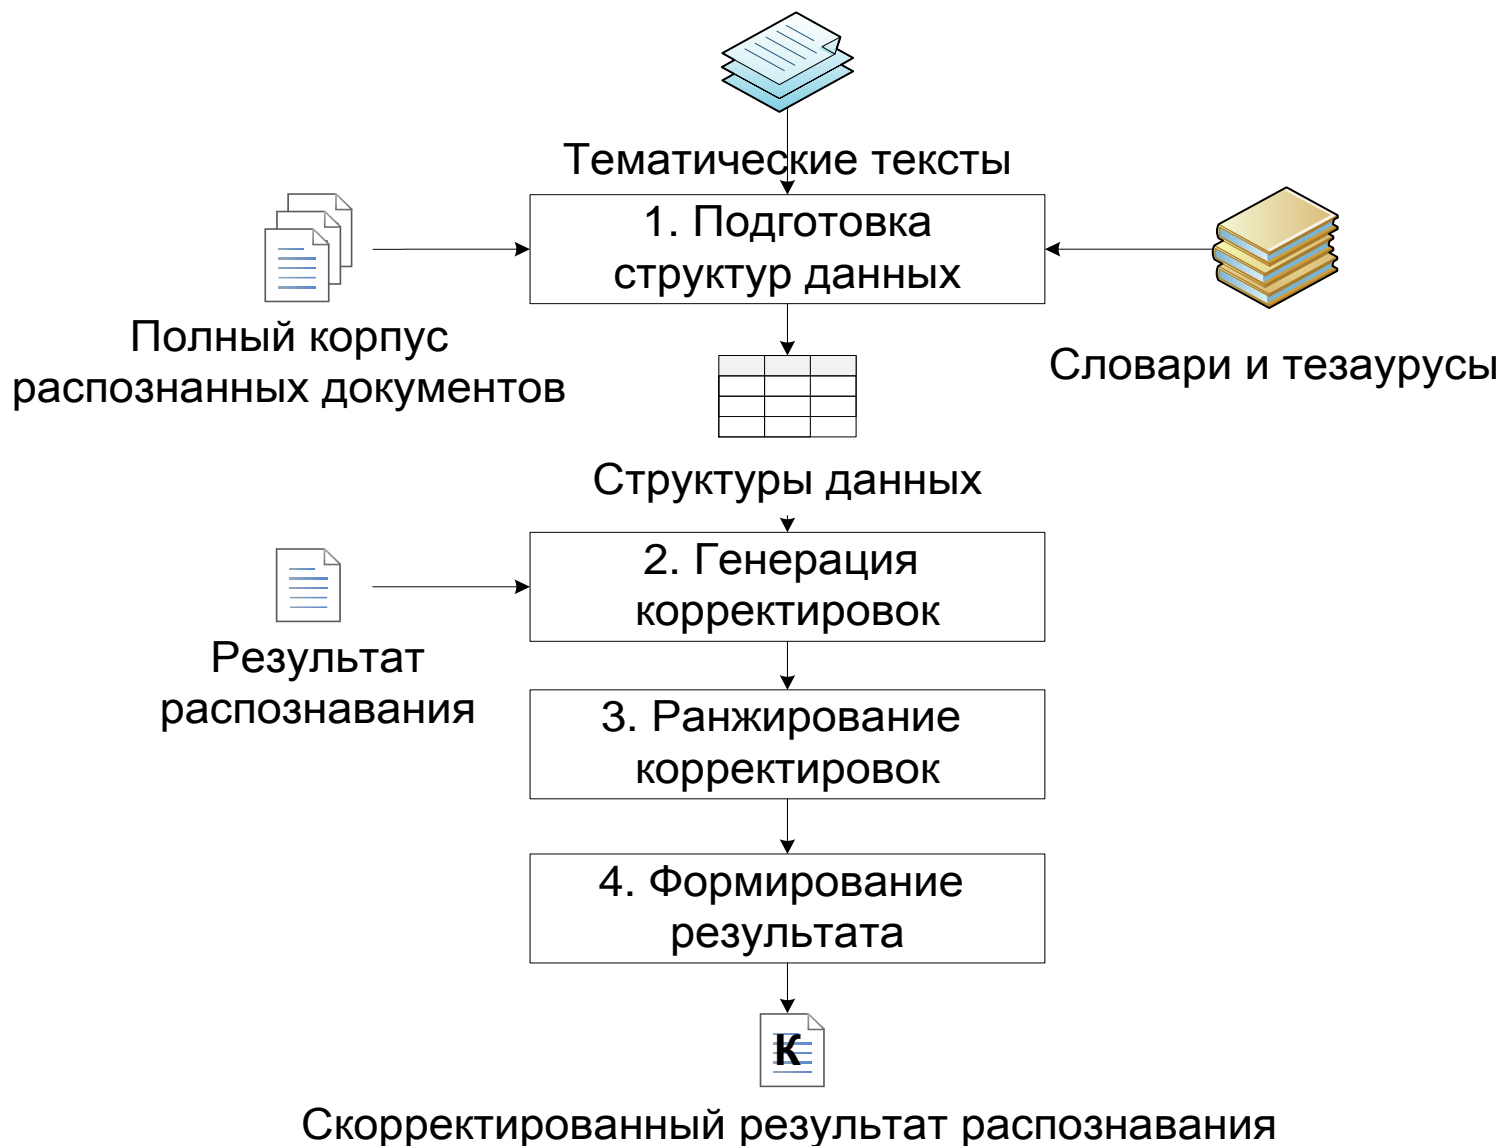 Тематические тексты
1. Подготовка
структур данных
Полный корпус
распознанных документов
Словари и тезаурусы
Структуры данных
2. Генерация
корректировок
Результат
распознавания
3. Ранжирование
корректировок
4. Формирование
результата
К
Скорректированный результат распознавания